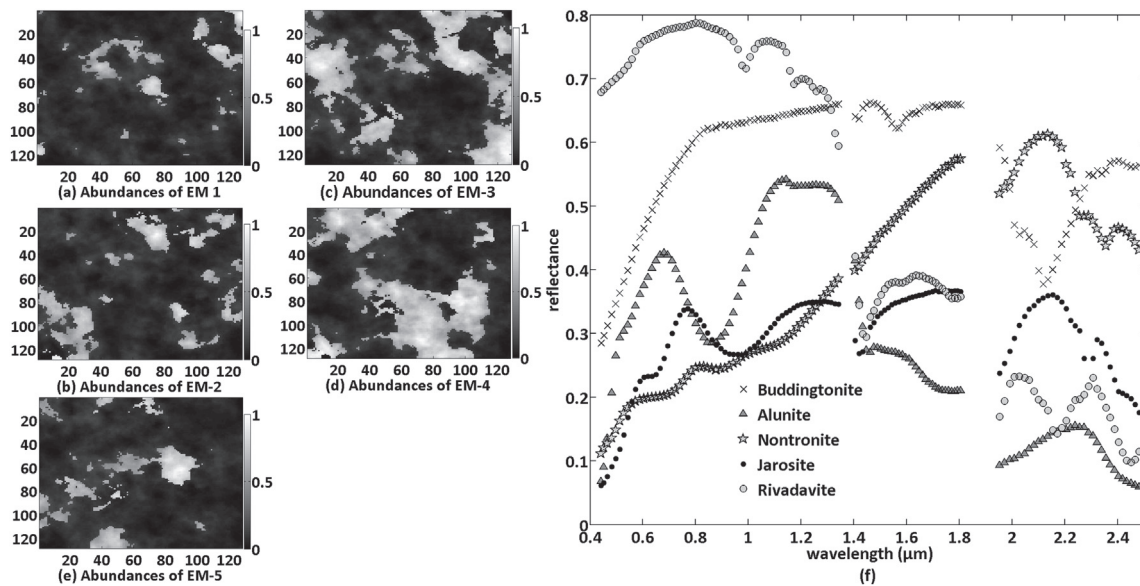 20
40
60
80
100
120
20 40 60 80 100 120
1
0.5
0
(a) Abundances of EM 1
20
40
60
80
100
120
20 40 60 80 100 120
1
0.5
0
(c) Abundances of EM-3
20
40
60
80
100
120
20 40 60 80 100 120
1
0.5
0
(b) Abundances of EM-2
20
40
60
80
100
120
20 40 60 80 100 120
1
0.5
0
(d) Abundances of EM-4
20
40
60
80
100
120
20 40 60 80 100 120
1
0.5
0
(e) Abundances of EM-5
0.8
0.7
0.6
0.5
0.4
0.3
0.2
0.1
0
reflectance
Buddingtonite
Alunite
Nontronite
Jarosite
Rivadavite
0.4 0.6 0.8 1 1.2 1.4 1.6 1.8 2 2.2 2.4
wavelength (μm)
(f)